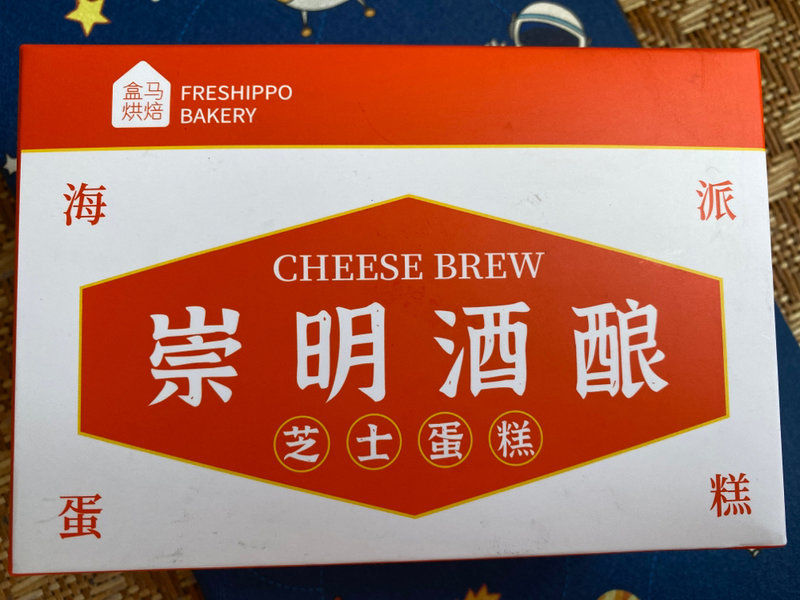 盒马
烘焙
FRESHIPPO
BAKERY
海
派
CHEESE BREW
崇明酒酿
芝士蛋糕
蛋
糕